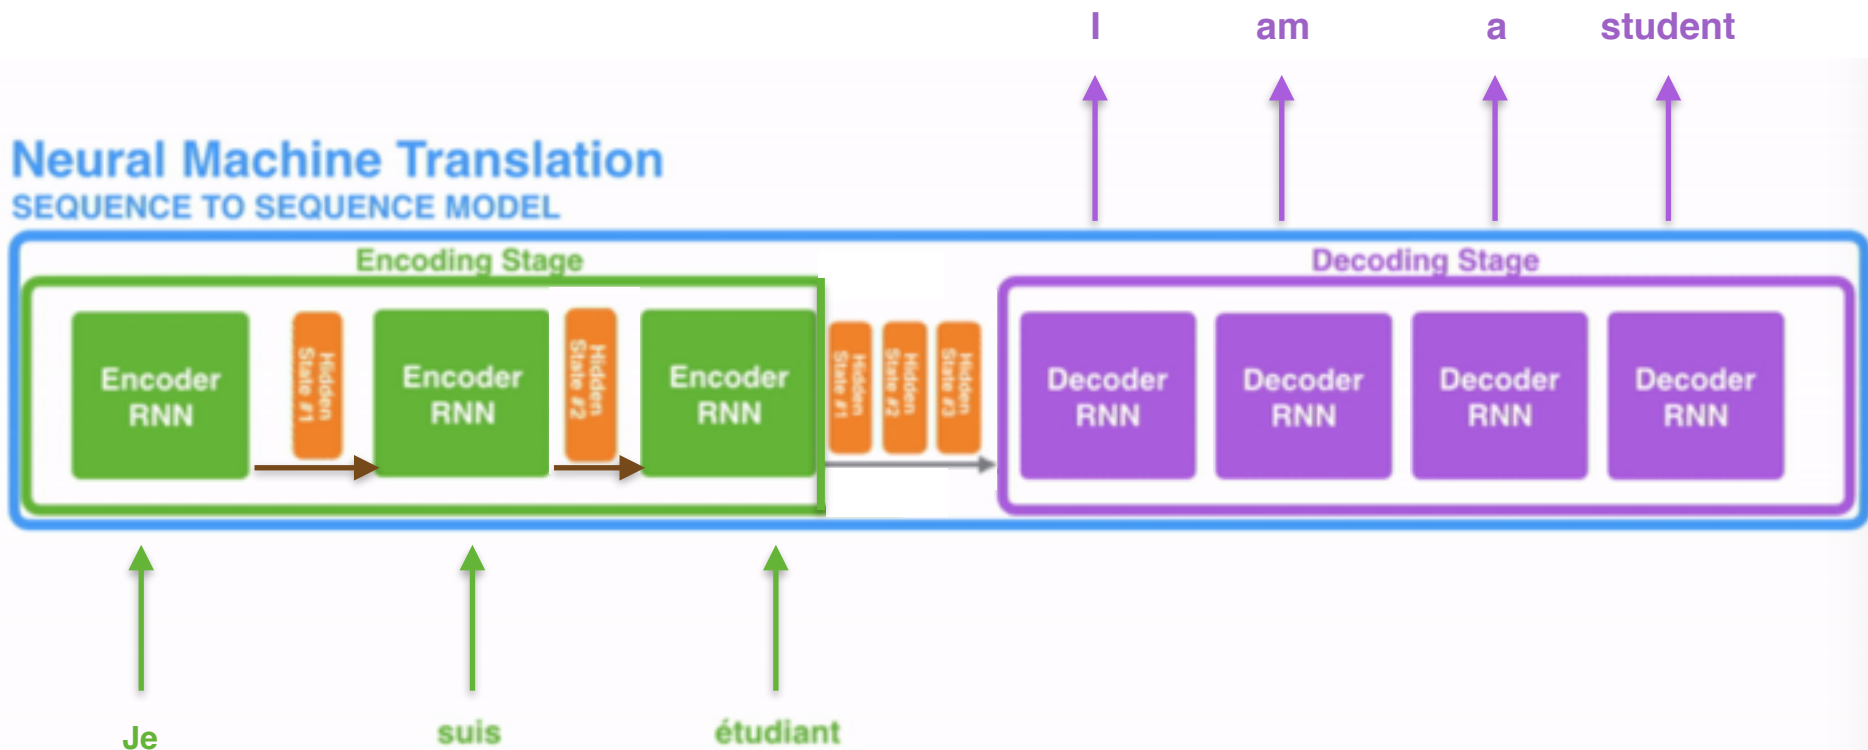 I am a student
Neural Machine Translation
SEQUENCE TO SEQUENCE MODEL
Encoding Stage
Decoding Stage
Encoder
RNN
Hidden
State #1
Encoder
RNN
Hidden
State #2
Encoder
RNN
Hidden
State #1
Hidden
State #2
Hidden
State #3
Decoder
RNN
Decoder
RNN
Decoder
RNN
Decoder
RNN
Je suis étudiant